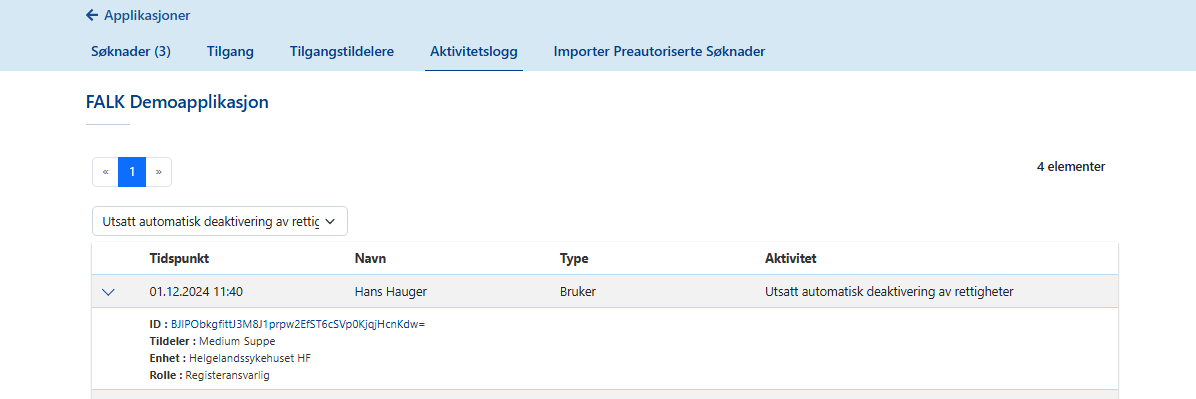 Applikasjoner
Søknader (3) Tilgang Tilgangstildelere Aktivitetslogg Importer Preautoriserte Søknader
FALK Demoapplikasjon
« 1 »
4 elementer
Utsatt automatisk deaktivering av rettig
Tidspunkt Navn Type Aktivitet
01.12.2024 11:40 Hans Hauger Bruker Utsatt automatisk deaktivering av rettigheter
ID : BJIPObkgfittJ3M8J1prpw2EfST6cSVp0KjqjHcnKdw=
Tildeler : Medium Suppe
Enhet : Helgelandssykehuset HF
Rolle : Registeransvarlig